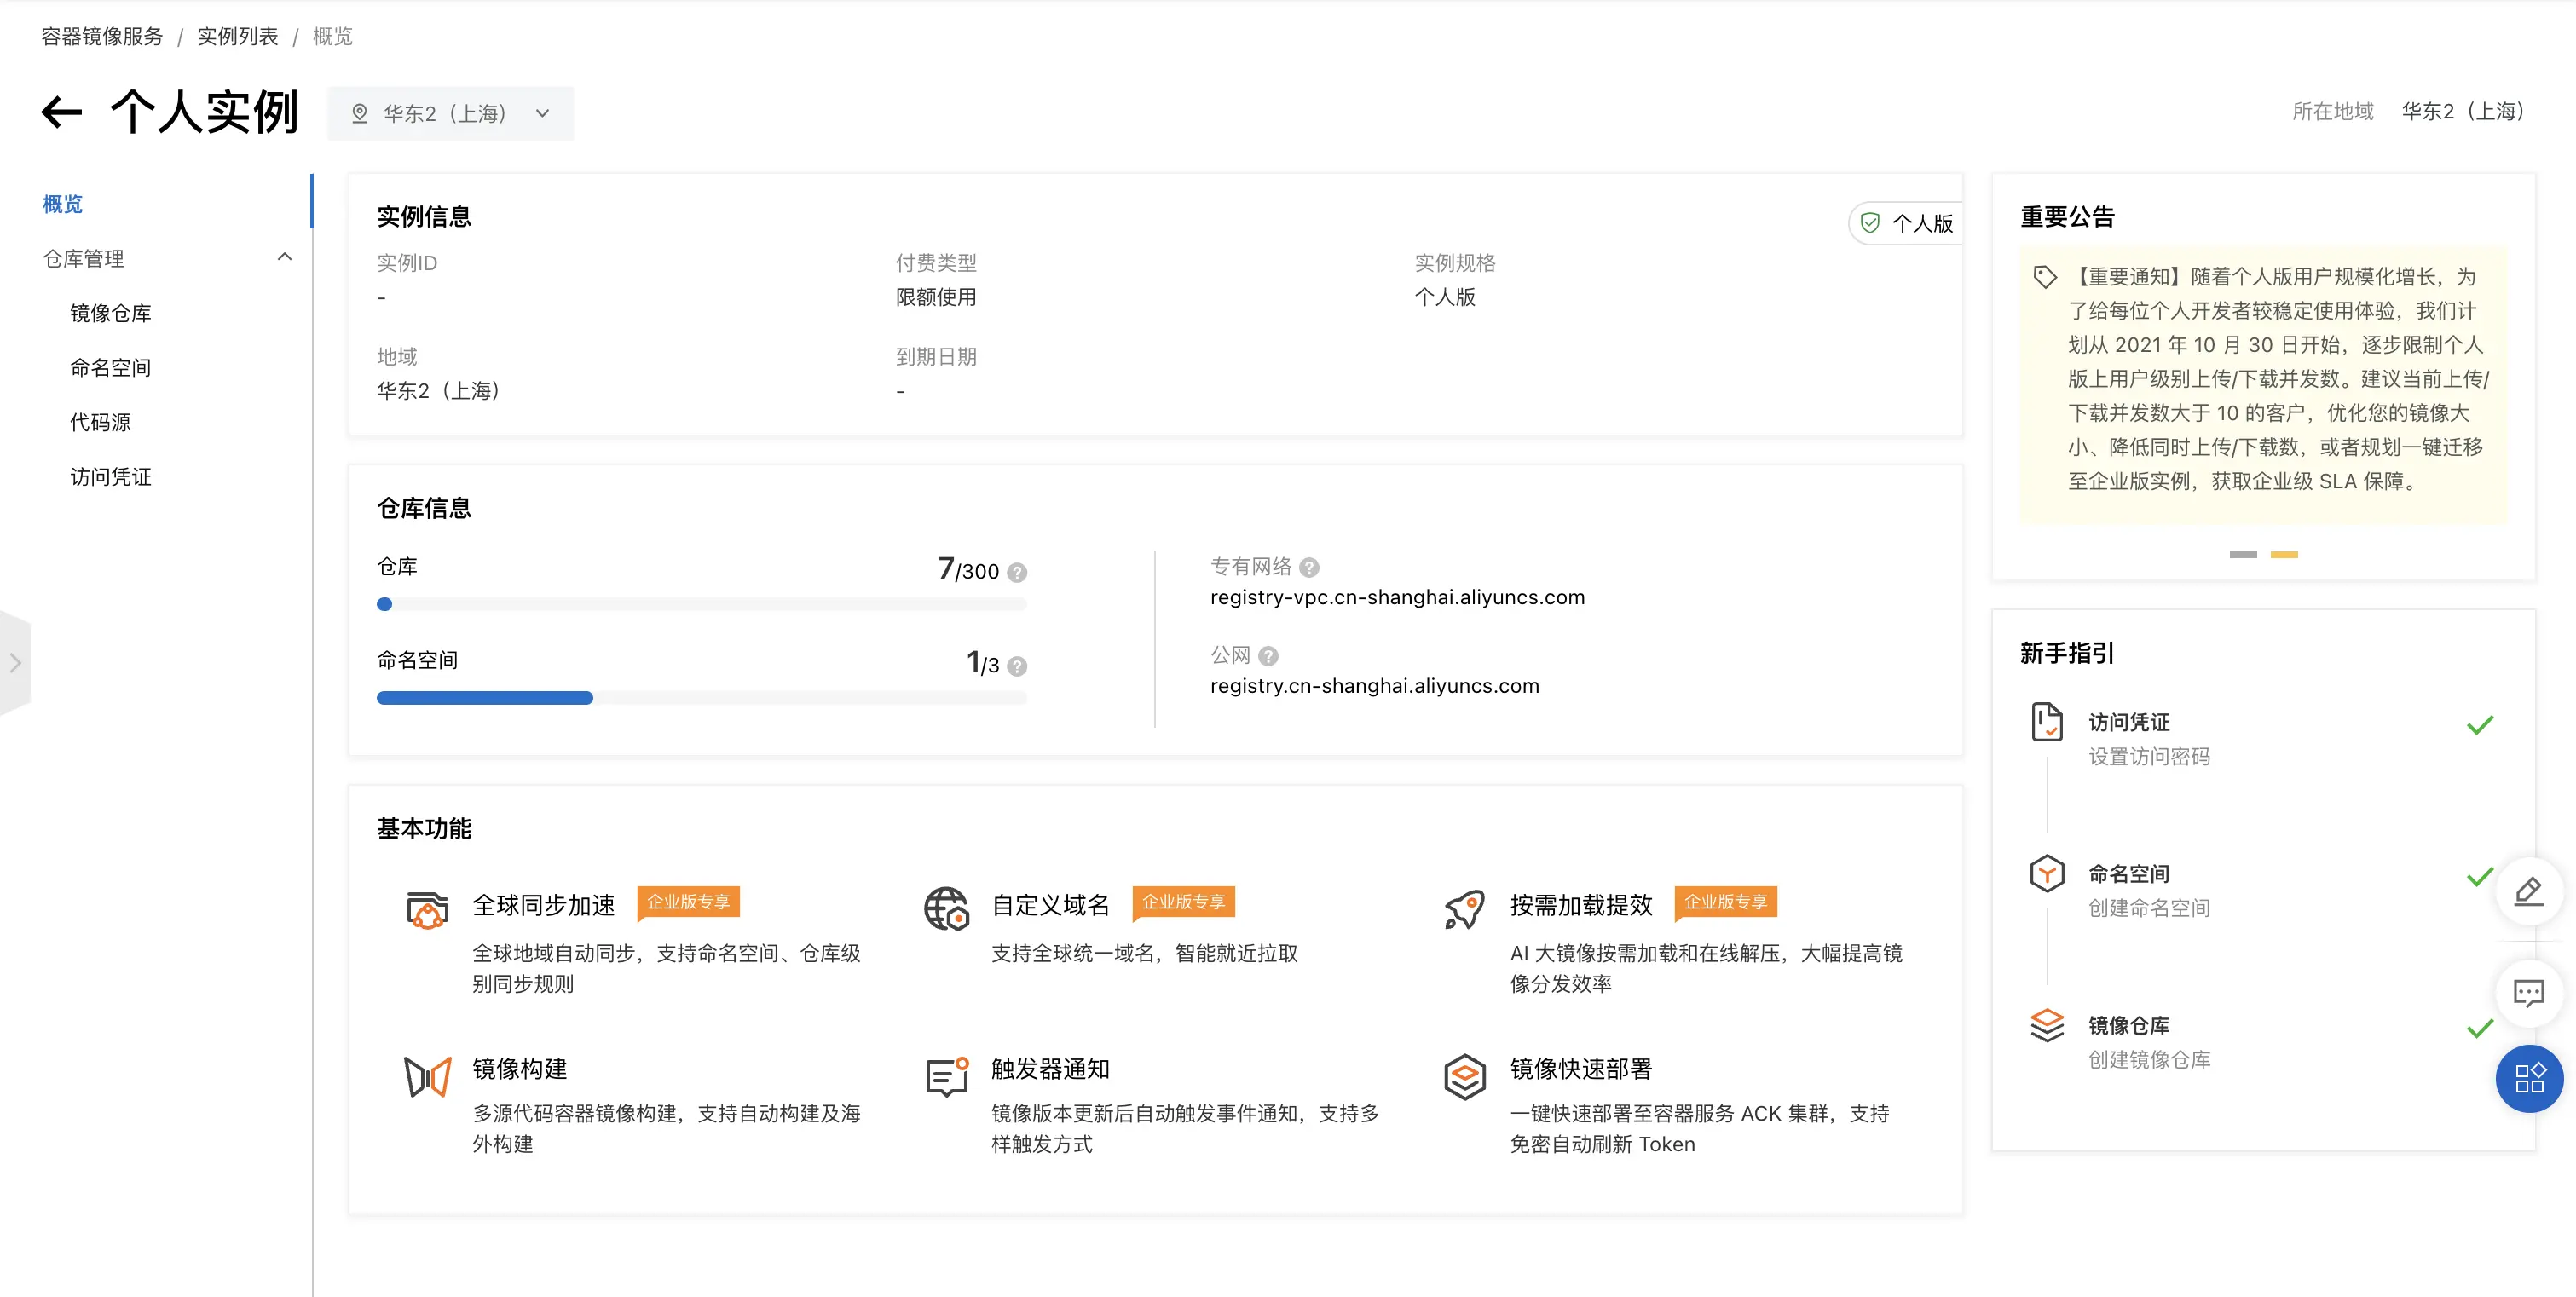 容器镜像服务 / 实例列表 / 概览
个人实例
华东2（上海）
所在地域 华东2（上海）
概览
仓库管理
镜像仓库
命名空间
代码源
访问凭证
实例信息
个人版
实例ID
-
付费类型
限额使用
实例规格
个人版
地域
华东2（上海）
到期日期
-
仓库信息
仓库 7/300
命名空间 1/3
专有网络
registry-vpc.cn-shanghai.aliyuncs.com
公网
registry.cn-shanghai.aliyuncs.com
基本功能
全球同步加速 企业版专享
全球地域自动同步，支持命名空间、仓库级
别同步规则
自定义域名 企业版专享
支持全球统一域名，智能就近拉取
按需加载提效 企业版专享
AI 大镜像按需加载和在线解压，大幅提高镜
像分发效率
镜像构建
多源代码容器镜像构建，支持自动构建及海
外构建
触发器通知
镜像版本更新后自动触发事件通知，支持多
样触发方式
镜像快速部署
一键快速部署至容器服务 ACK 集群，支持
免密自动刷新 Token
重要公告
【重要通知】随着个人版用户规模化增长，为
了给每位个人开发者较稳定使用体验，我们计
划从 2021 年 10 月 30 日开始，逐步限制个人
版上用户级别上传/下载并发数。建议当前上传/
下载并发数大于 10 的客户，优化您的镜像大
小、降低同时上传/下载数，或者规划一键迁移
至企业版实例，获取企业级 SLA 保障。
新手指引
访问凭证
设置访问密码
命名空间
创建命名空间
镜像仓库
创建镜像仓库